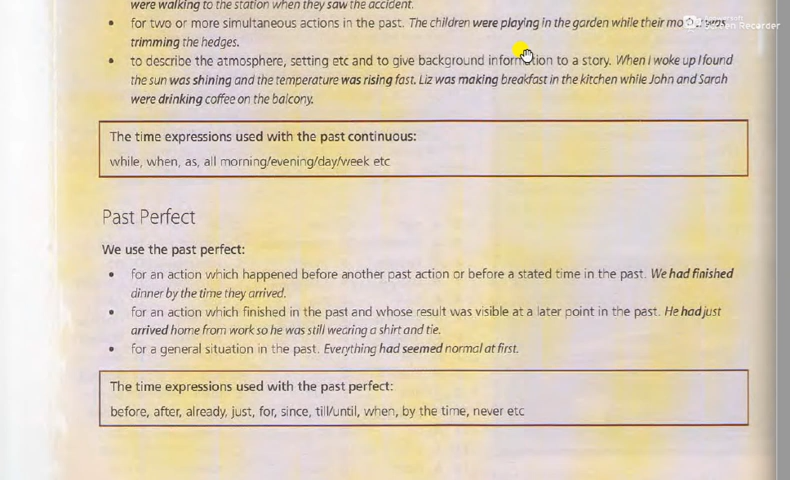 were walking to the station when they saw the accident.
• for two or more simultaneous actions in the past. The children were playing in the garden while their was
trimming the hedges.
• to describe the atmosphere, setting etc and to give background information to a story. When I woke up I found
the sun was shining and the temperature was rising fast. Liz was making breakfast in the kitchen while John and Sarah
were drinking coffee on the balcony.
The time expressions used with the past continuous:
while, when, as, all morning/evening/day/week etc
Past Perfect
We use the past perfect:
• for an action which happened before another past action or before a stated time in the past. We had finished
dinner by the time they arrived.
• for an action which finished in the past and whose result was visible at a later point in the past. He had just
arrived home from work so he was still wearing a shirt and tie.
• for a general situation in the past. Everything had seemed normal at first.
The time expressions used with the past perfect:
before, after, already, just, for, since, till/until, when, by the time, never etc
Screen Recorder